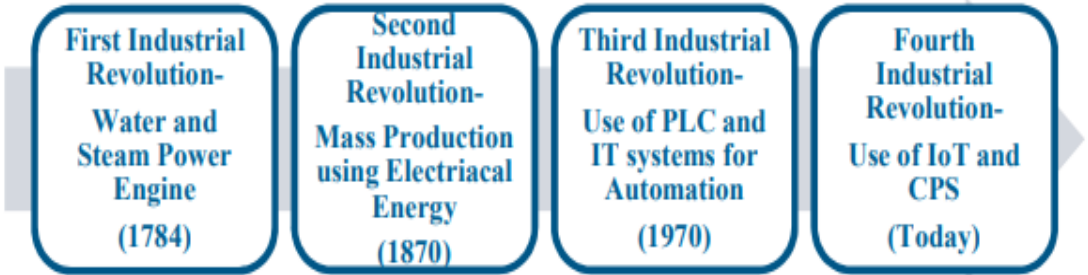 First Industrial
Revolution-
Water and
Steam Power
Engine
(1784)
Second
Industrial
Revolution-
Mass Production
using Electriacal
Energy
(1870)
Third Industrial
Revolution-
Use of PLC and
IT systems for
Automation
(1970)
Fourth
Industrial
Revolution-
Use of IoT and
CPS
(Today)